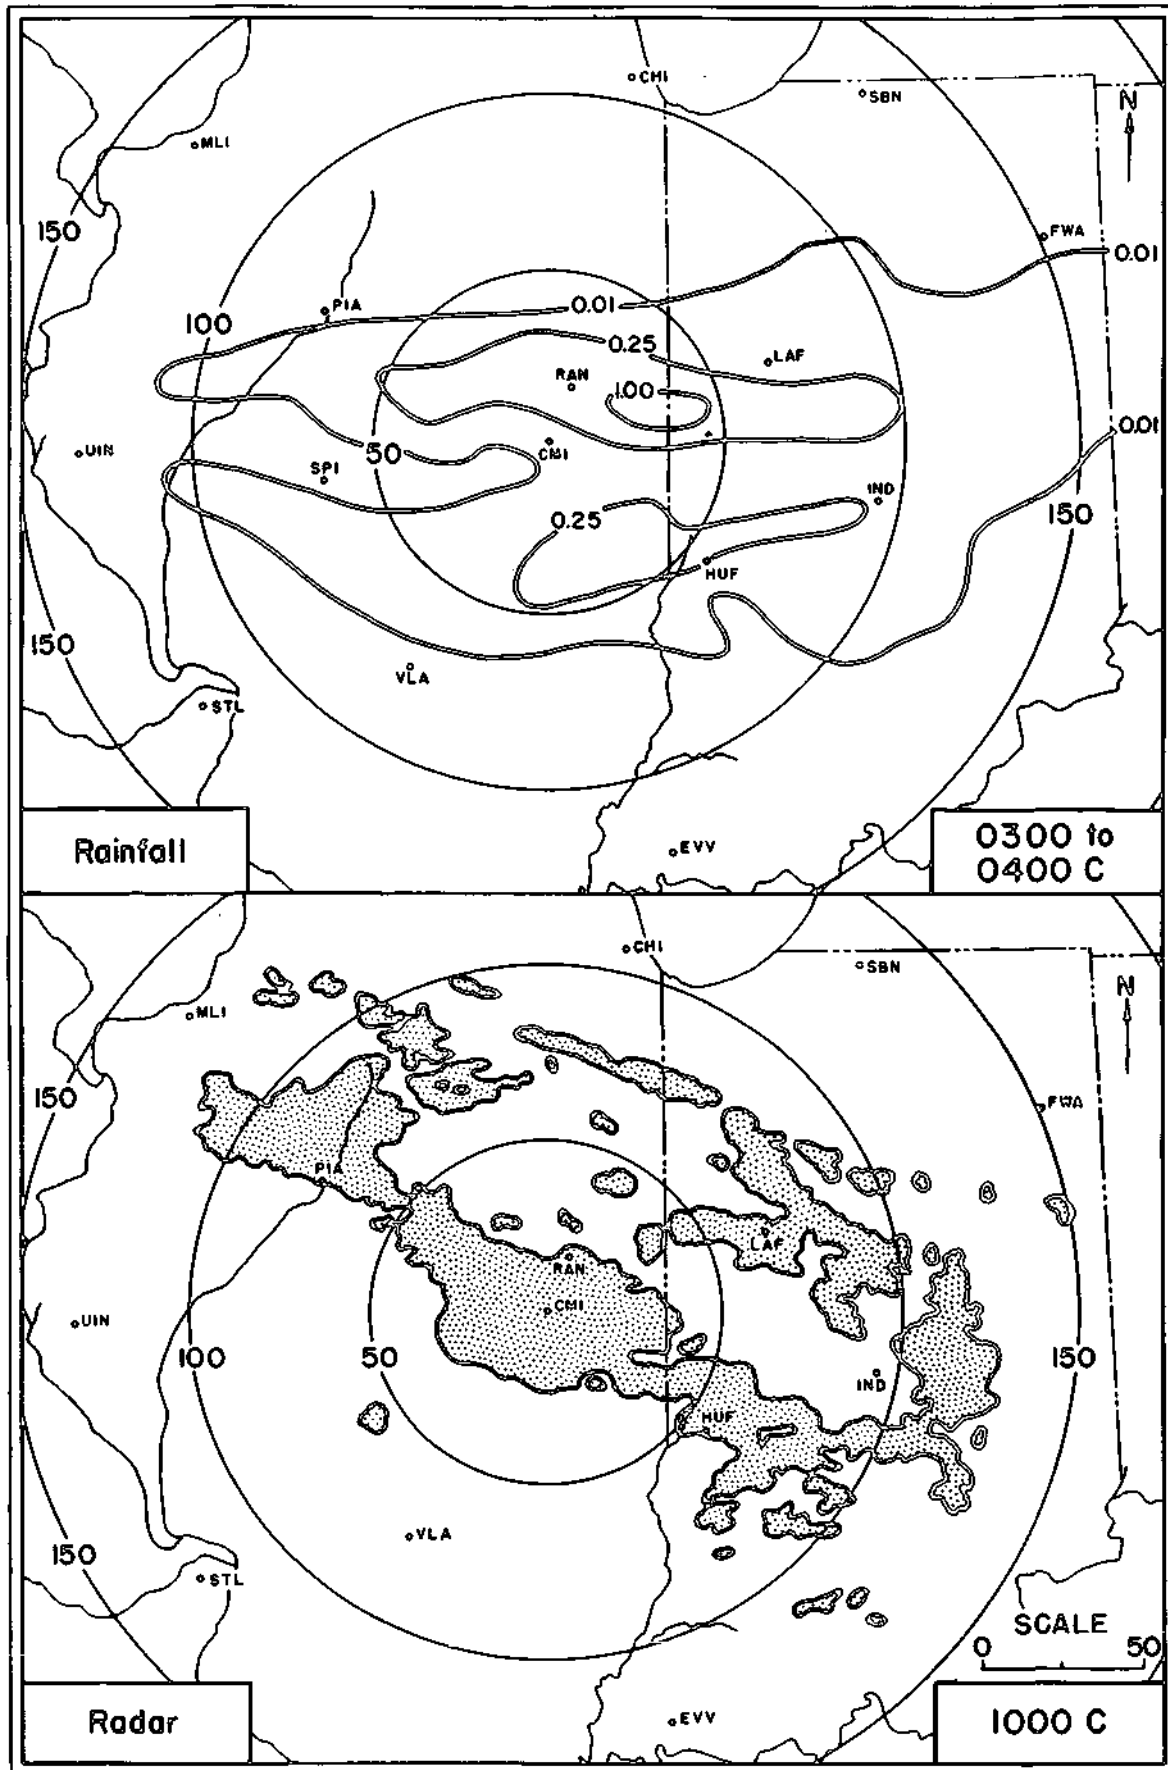 CHI
SBN
N
MLI
150
FWA
0.01
PIA
0.01
100
0.25
LAF
RAN
1.00
0.01
50
CMI
UIN
SPI
IND
0.25
150
HUF
150
VLA
STL
EVV
Rainfall
0300 to
0400 C
CHI
SBN
N
MLI
150
FWA
PIA
LAF
RAN
CMI
UIN
100
50
150
IND
HUF
VLA
150
STL
SCALE
0 50
EVV
Radar
1000 C